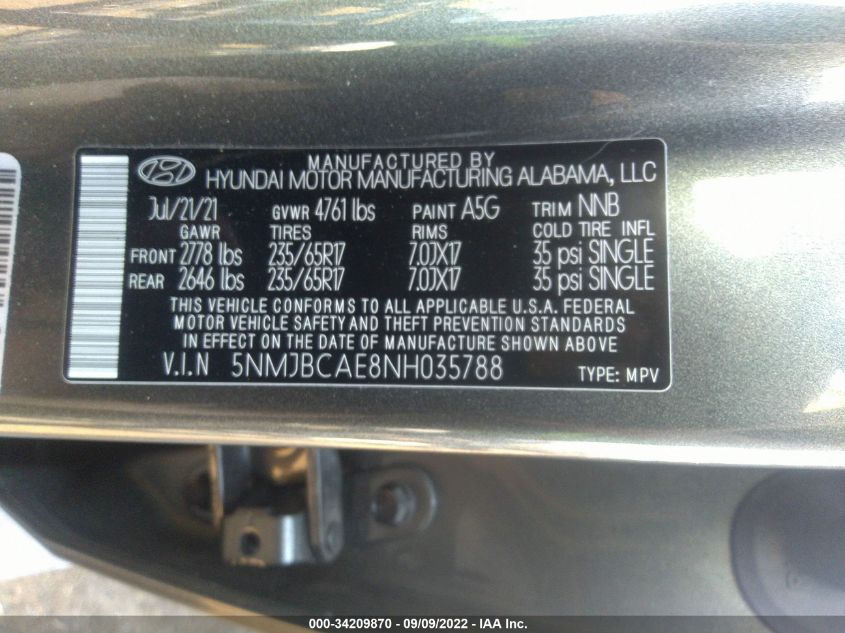 MANUFACTURED BY
HYUNDAI MOTOR MANUFACTURING ALABAMA, LLC
Jul/21/21 GVWR 4761 lbs PAINT A5G TRIM NNB
GAWR TIRES RIMS COLD TIRE INFL
FRONT 2778 lbs 235/65R17 7.0JX17 35 psi SINGLE
REAR 2646 lbs 235/65R17 7.0JX17 35 psi SINGLE
THIS VEHICLE CONFORMS TO ALL APPLICABLE U.S.A. FEDERAL
MOTOR VEHICLE SAFETY AND THEFT PREVENTION STANDARDS
IN EFFECT ON THE DATE OF MANUFACTURE SHOWN ABOVE
V.I.N 5NMJBCAE8NH035788 TYPE: MPV
000-34209870 - 09/09/2022 - IAA Inc.